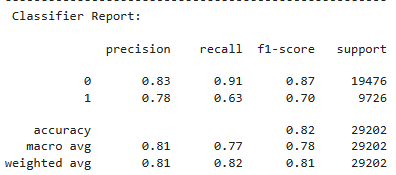 Classifier Report:
precision recall f1-score support
0 0.83 0.91 0.87 19476
1 0.78 0.63 0.70 9726
accuracy 0.82 29202
macro avg 0.81 0.77 0.78 29202
weighted avg 0.81 0.82 0.81 29202